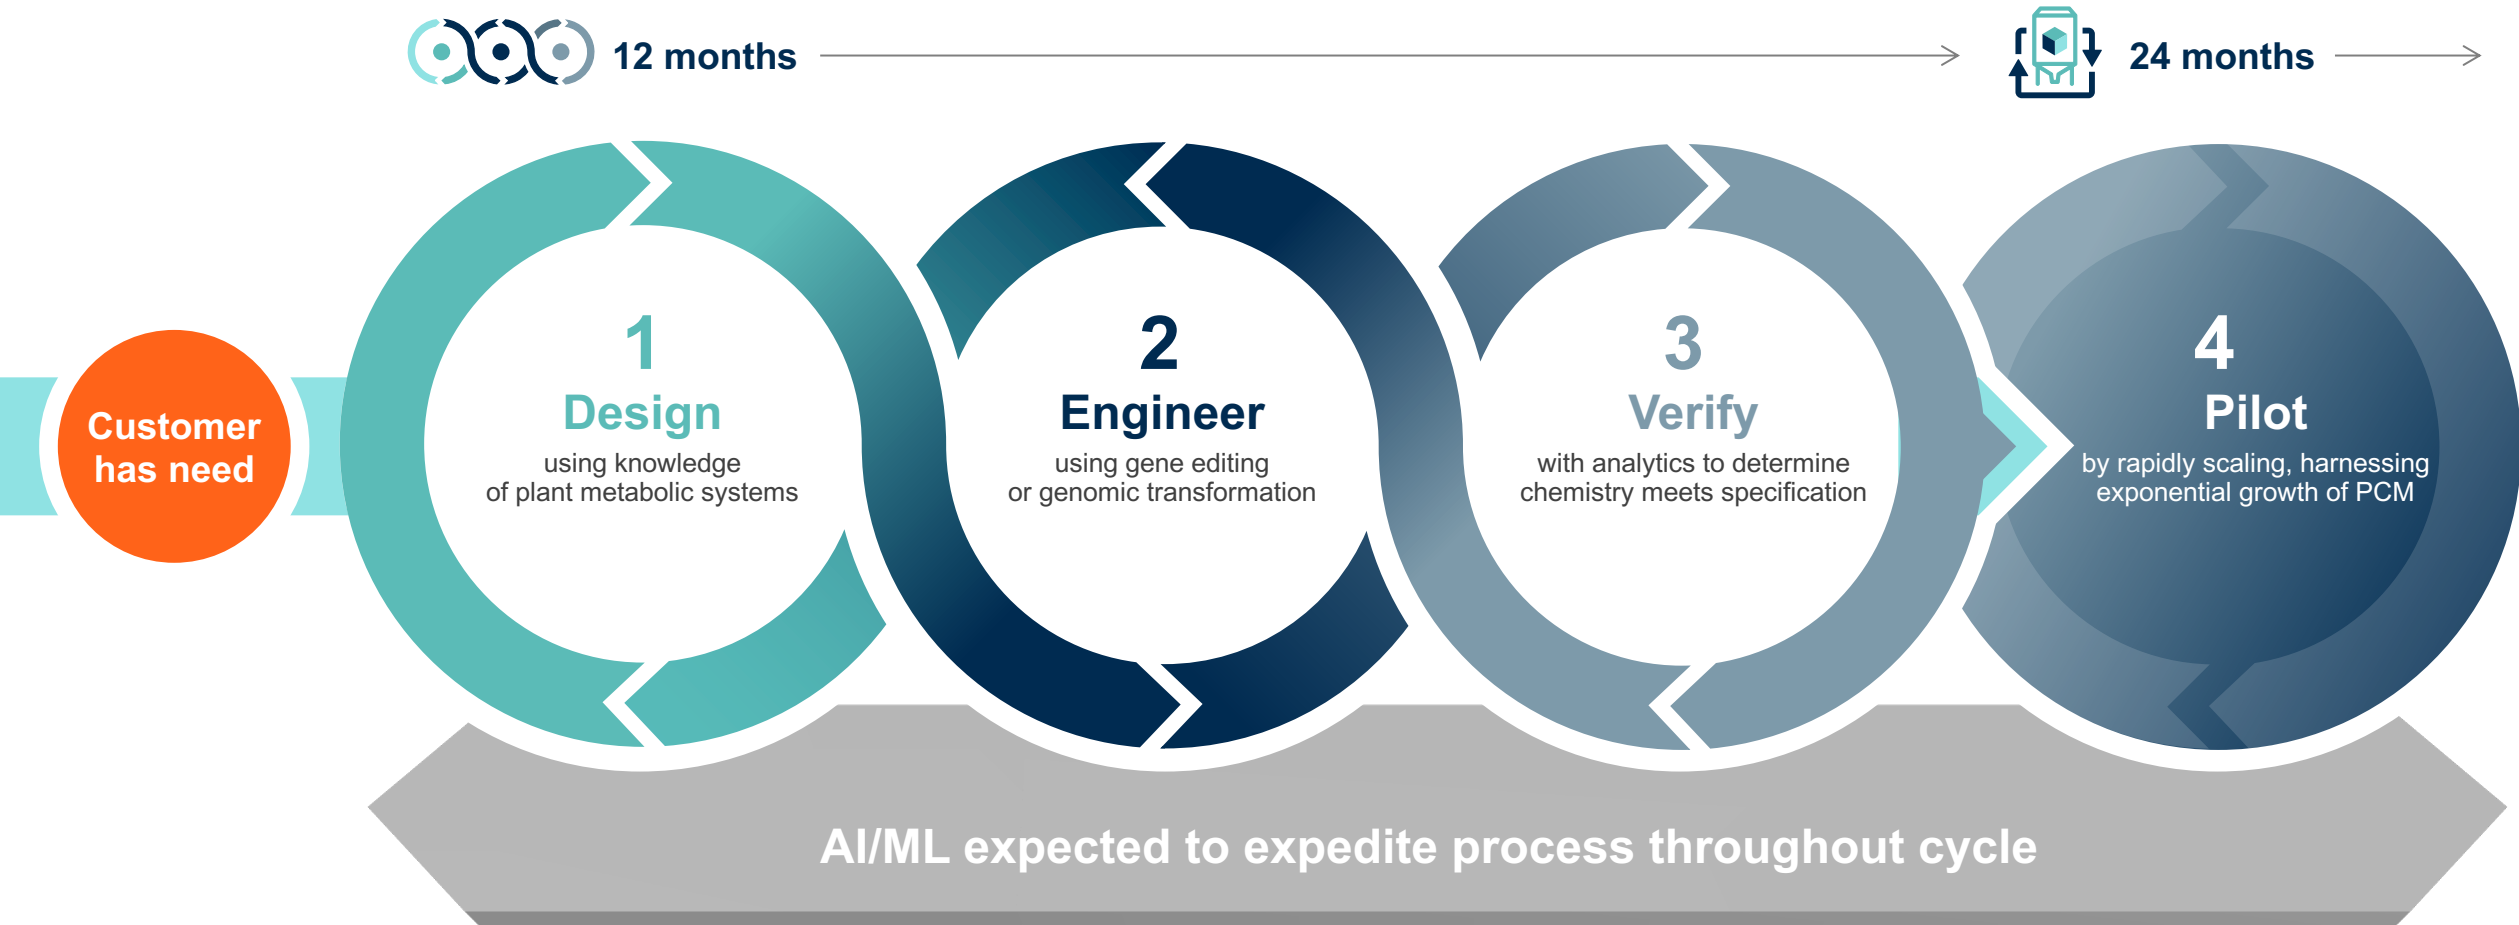 12 months
24 months
Customer
has need
1
Design
using knowledge
of plant metabolic systems
2
Engineer
using gene editing
or genomic transformation
3
Verify
with analytics to determine
chemistry meets specification
4
Pilot
by rapidly scaling, harnessing
exponential growth of PCM
AI/ML expected to expedite process throughout cycle